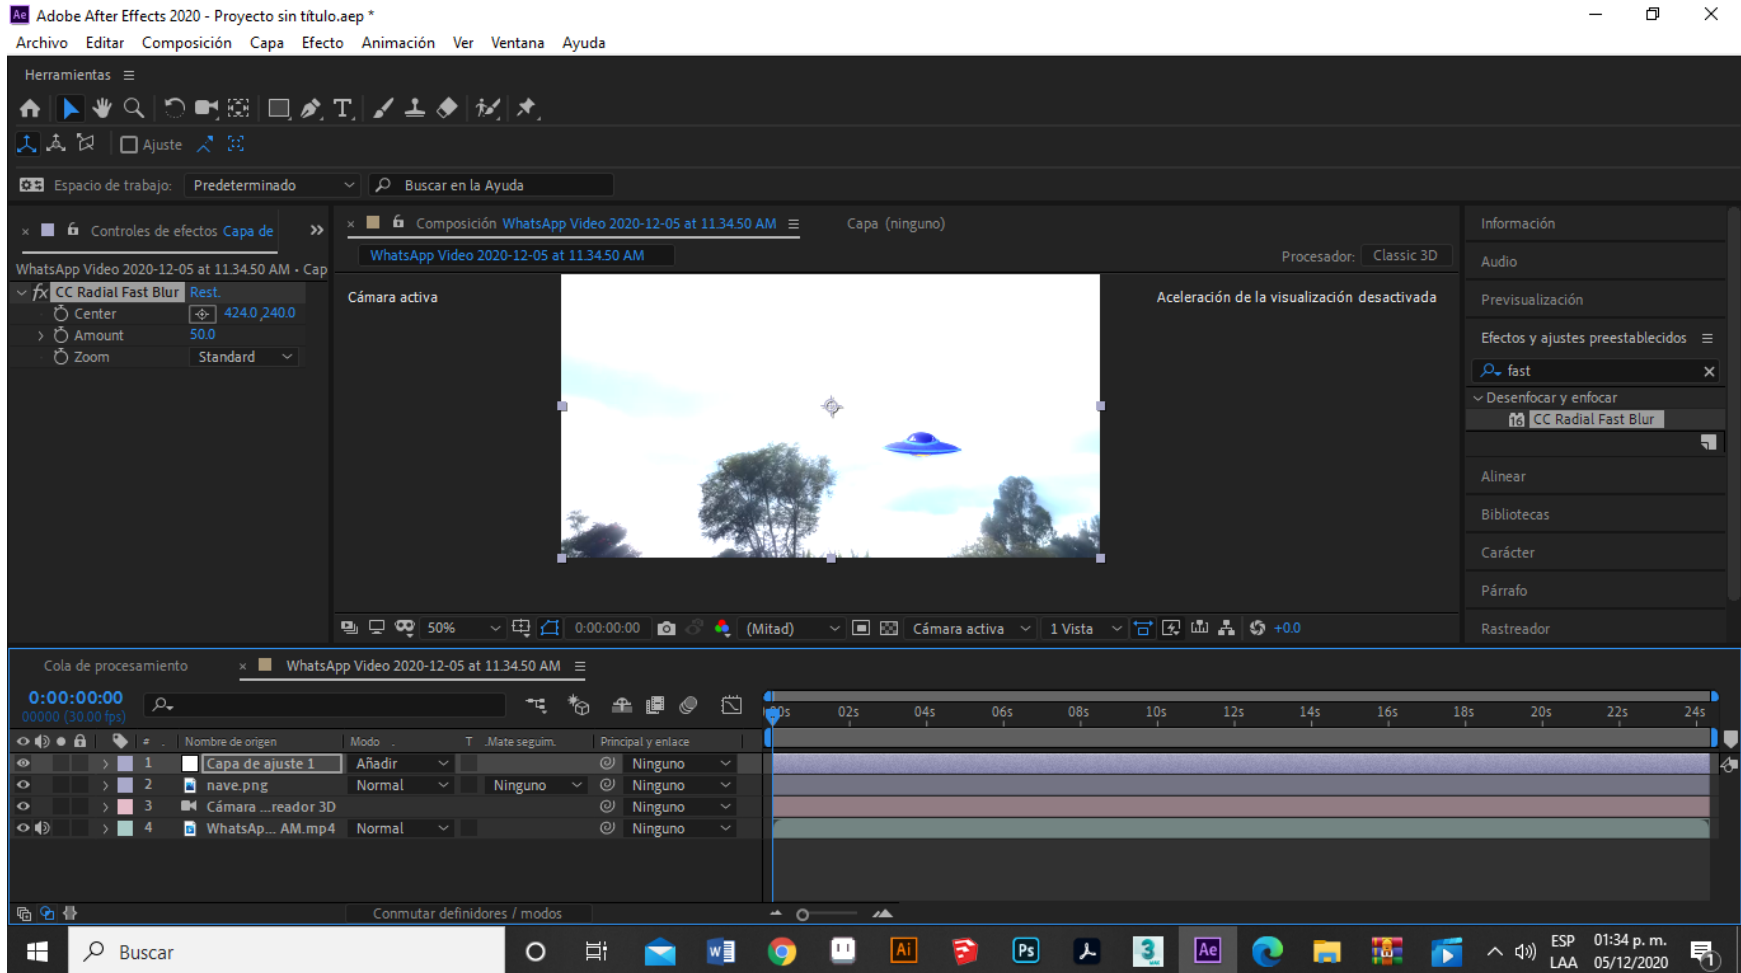 Adobe After Effects 2020 - Proyecto sin título.aep *
Archivo Editar Composición Capa Efecto Animación Ver Ventana Ayuda
Herramientas
Ajuste
Espacio de trabajo: Predeterminado Buscar en la Ayuda
Controles de efectos Capa de
WhatsApp Video 2020-12-05 at 11.34.50 AM • Cap
fx CC Radial Fast Blur Rest.
Center 424.0,240.0
Amount 50.0
Zoom Standard
Composición WhatsApp Video 2020-12-05 at 11.34.50 AM Capa (ninguno)
WhatsApp Video 2020-12-05 at 11.34.50 AM Procesador: Classic 3D
Cámara activa Aceleración de la visualización desactivada
50% 0:00:00:00 (Mitad) Cámara activa 1 Vista +0.0
Información
Audio
Previsualización
Efectos y ajustes preestablecidos
fast
Desenfocar y enfocar
16 CC Radial Fast Blur
Alinear
Bibliotecas
Carácter
Párrafo
Rastreador
Cola de procesamiento WhatsApp Video 2020-12-05 at 11.34.50 AM
0:00:00:00
00000 (30.00 fps)
00s 02s 04s 06s 08s 10s 12s 14s 16s 18s 20s 22s 24s
# . Nombre de origen Modo . T .Mate seguim. Principal y enlace
1 Capa de ajuste 1 Añadir Ninguno
2 nave.png Normal Ninguno Ninguno
3 Cámara ...reador 3D Ninguno
4 WhatsAp... AM.mp4 Normal Ninguno
Conmutar definidores / modos
Buscar Ai Ps 3 Ae ESP 01:34 p. m.
LAA 05/12/2020 1